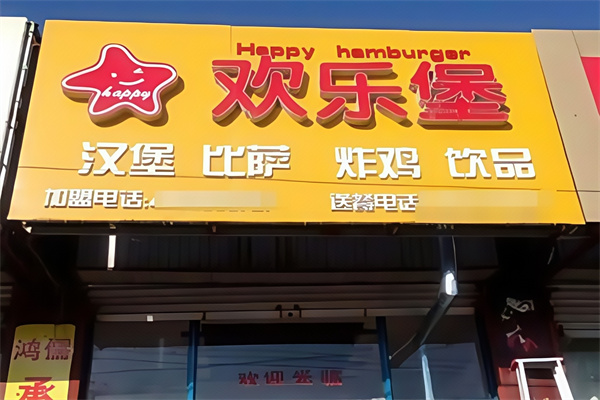 Happy hamburger
happy
欢乐堡
汉堡 比萨 炸鸡 饮品
加盟电话: 送餐电话
欢迎光临
鸿儒
承